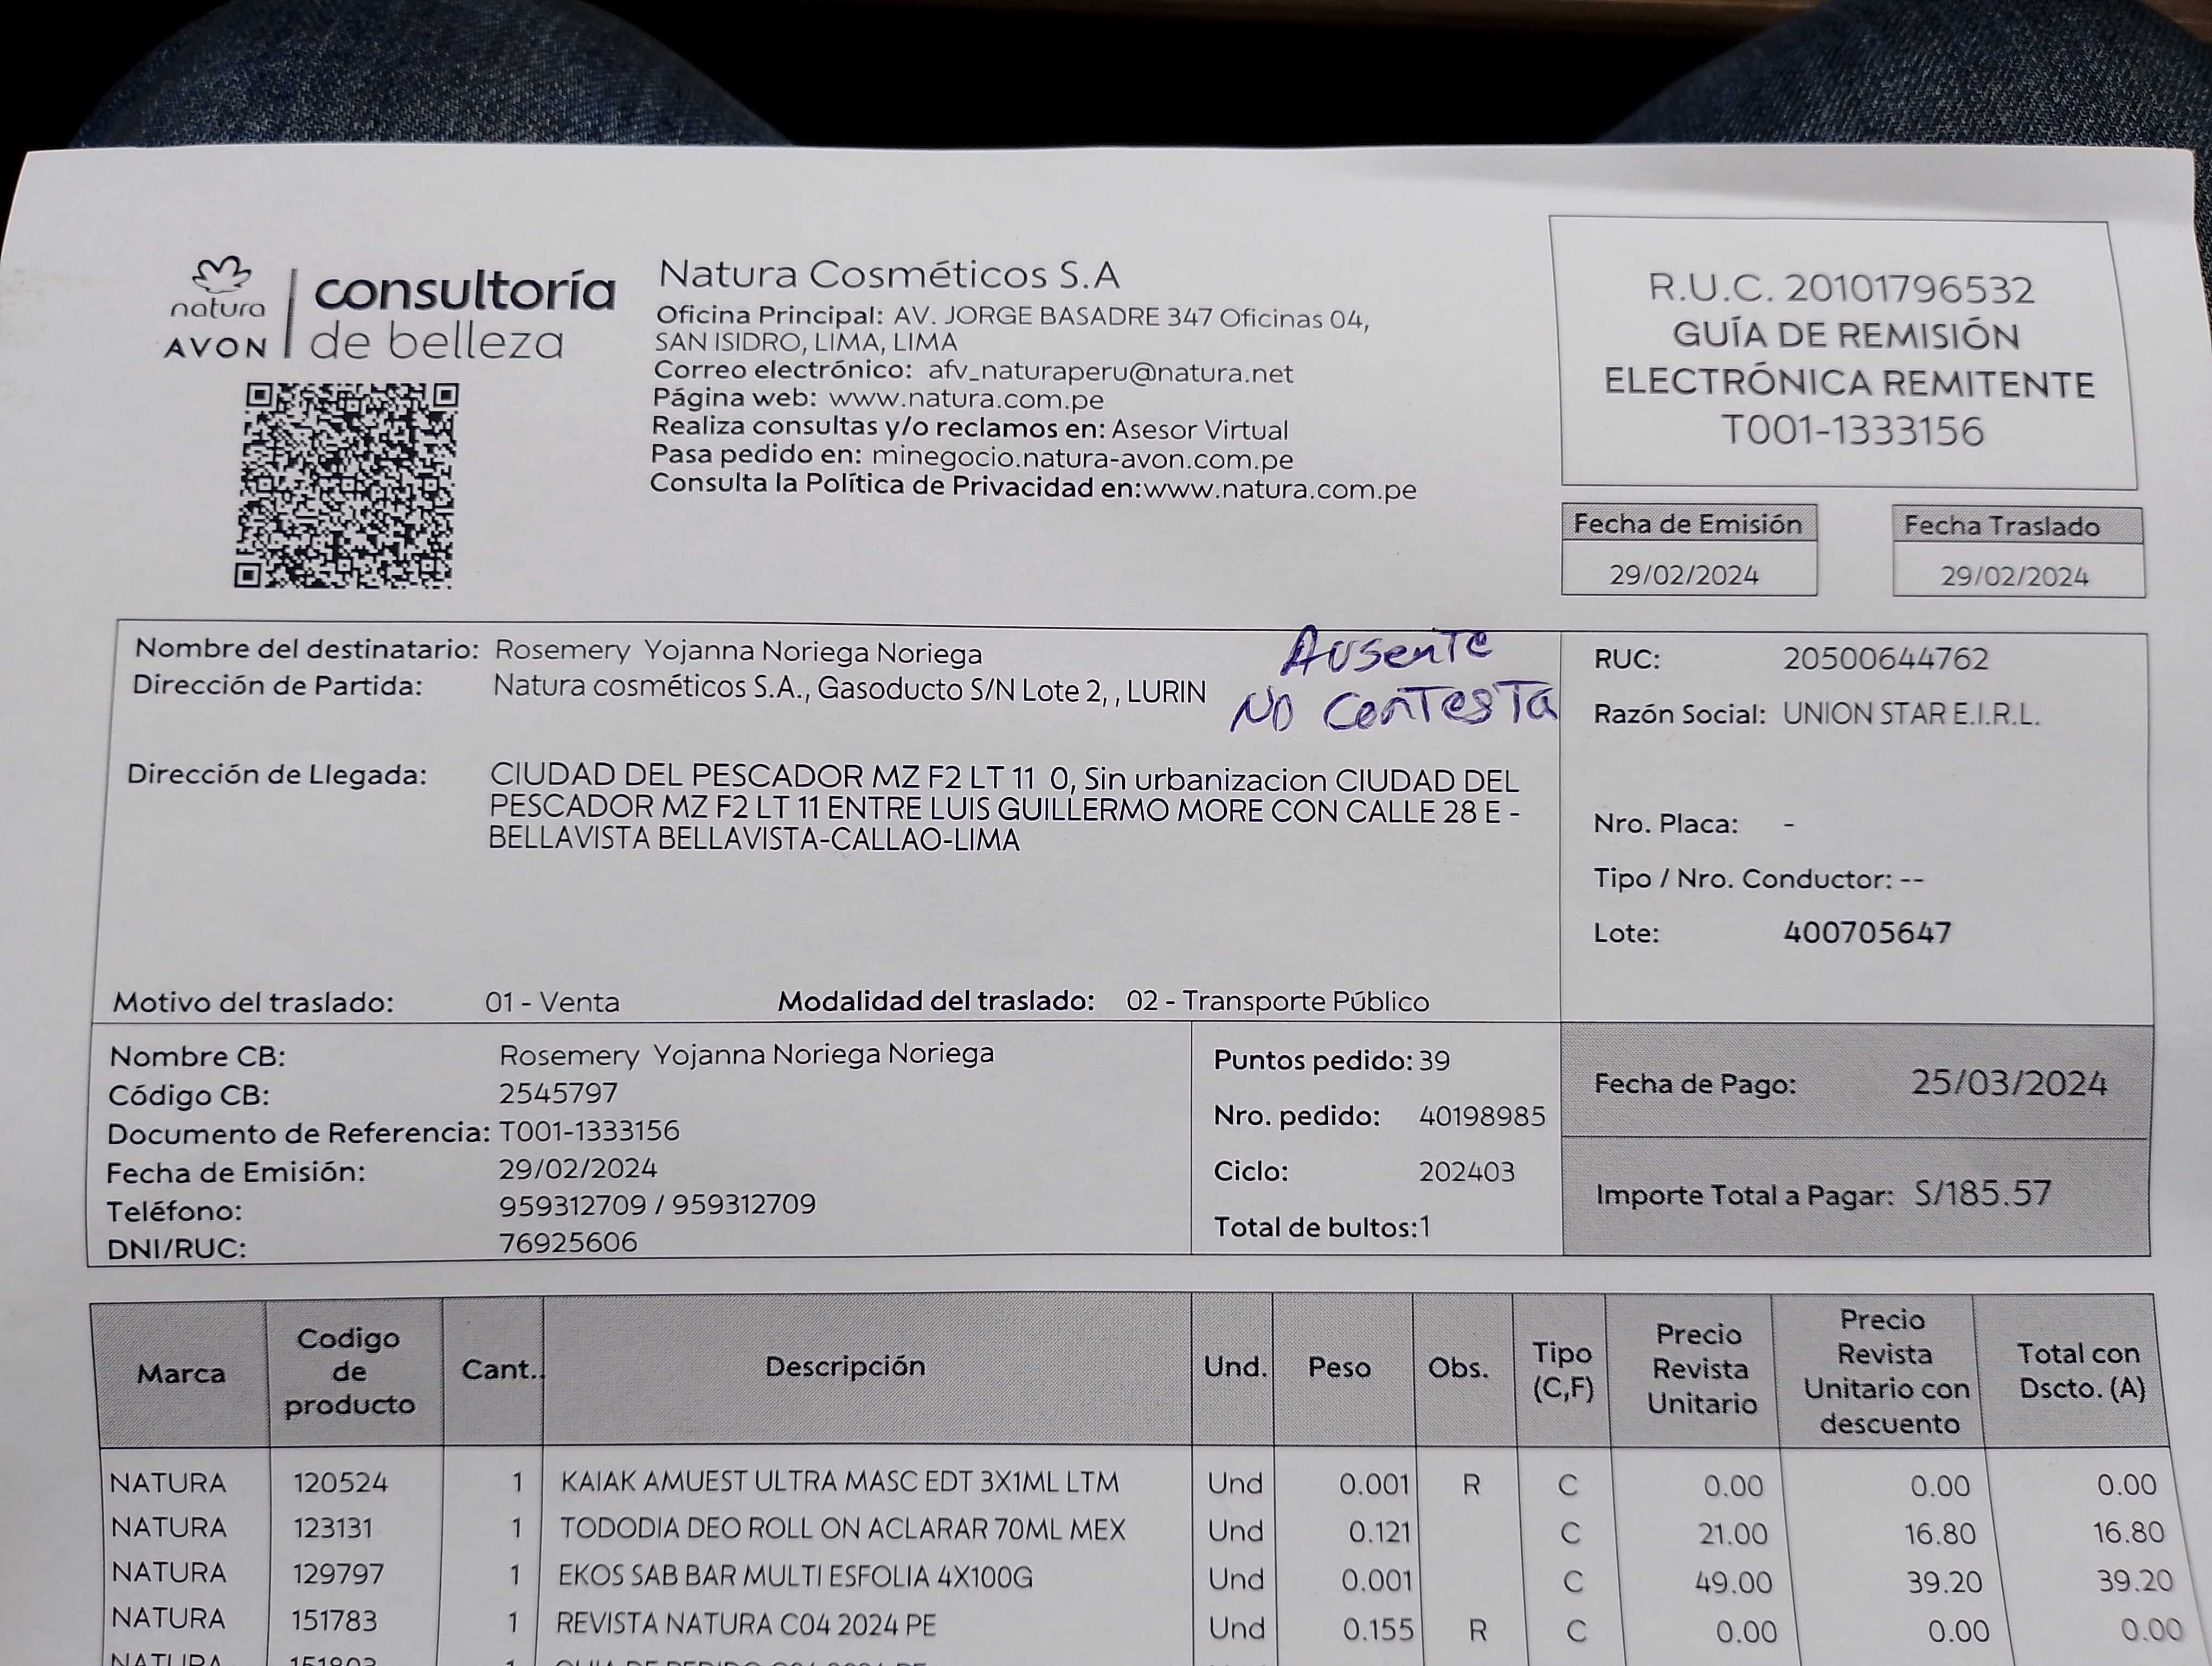 natura
AVON
consultoría
de belleza
Natura Cosméticos S.A
Oficina Principal: AV. JORGE BASADRE 347 Oficinas 04,
SAN ISIDRO, LIMA, LIMA
Correo electrónico: afv_naturaperu@natura.net
Página web: www.natura.com.pe
Realiza consultas y/o reclamos en: Asesor Virtual
Pasa pedido en: minegocio.natura-avon.com.pe
Consulta la Política de Privacidad en:www.natura.com.pe
R.U.C. 20101796532
GUÍA DE REMISIÓN
ELECTRÓNICA REMITENTE
T001-1333156
Fecha de Emisión
29/02/2024
Fecha Traslado
29/02/2024
Nombre del destinatario: Rosemery Yojanna Noriega Noriega
Dirección de Partida: Natura cosméticos S.A., Gasoducto S/N Lote 2, , LURIN
Ausente
No Contesta
Dirección de Llegada: CIUDAD DEL PESCADOR MZ F2 LT 11 0, Sin urbanizacion CIUDAD DEL
PESCADOR MZ F2 LT 11 ENTRE LUIS GUILLERMO MORE CON CALLE 28 E -
BELLAVISTA BELLAVISTA-CALLAO-LIMA
Motivo del traslado: 01 - Venta Modalidad del traslado: 02 - Transporte Público
RUC: 20500644762
Razón Social: UNION STAR E.I.R.L.
Nro. Placa: -
Tipo / Nro. Conductor: --
Lote: 400705647
Nombre CB: Rosemery Yojanna Noriega Noriega
Código CB: 2545797
Documento de Referencia: T001-1333156
Fecha de Emisión: 29/02/2024
Teléfono: 959312709 / 959312709
DNI/RUC: 76925606
Puntos pedido: 39
Nro. pedido: 40198985
Ciclo: 202403
Total de bultos:1
Fecha de Pago: 25/03/2024
Importe Total a Pagar: S/185.57
Marca
Codigo
de
producto
Cant.
Descripción
Und.
Peso
Obs.
Tipo
(C,F)
Precio
Revista
Unitario
Precio
Revista
Unitario con
descuento
Total con
Dscto. (A)
NATURA 120524 1 KAIAK AMUEST ULTRA MASC EDT 3X1ML LTM Und 0.001 R C 0.00 0.00 0.00
NATURA 123131 1 TODODIA DEO ROLL ON ACLARAR 70ML MEX Und 0.121 C 21.00 16.80 16.80
NATURA 129797 1 EKOS SAB BAR MULTI ESFOLIA 4X100G Und 0.001 C 49.00 39.20 39.20
NATURA 151783 1 REVISTA NATURA C04 2024 PE Und 0.155 R C 0.00 0.00 0.00
NATURA